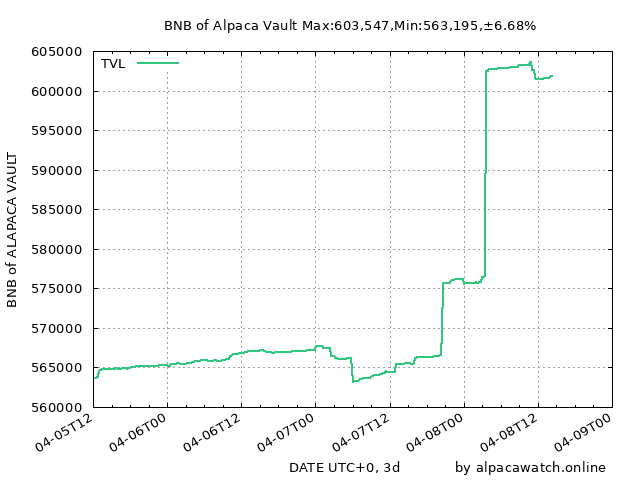 BNB of Alpaca Vault Max:603,547,Min:563,195,±6.68%
TVL
605000
600000
595000
590000
585000
580000
575000
570000
565000
560000
BNB of ALAPACA VAULT
04-05T12
04-06T00
04-06T12
04-07T00
04-07T12
04-08T00
04-08T12
04-09T00
DATE UTC+0, 3d
by alpacawatch.online